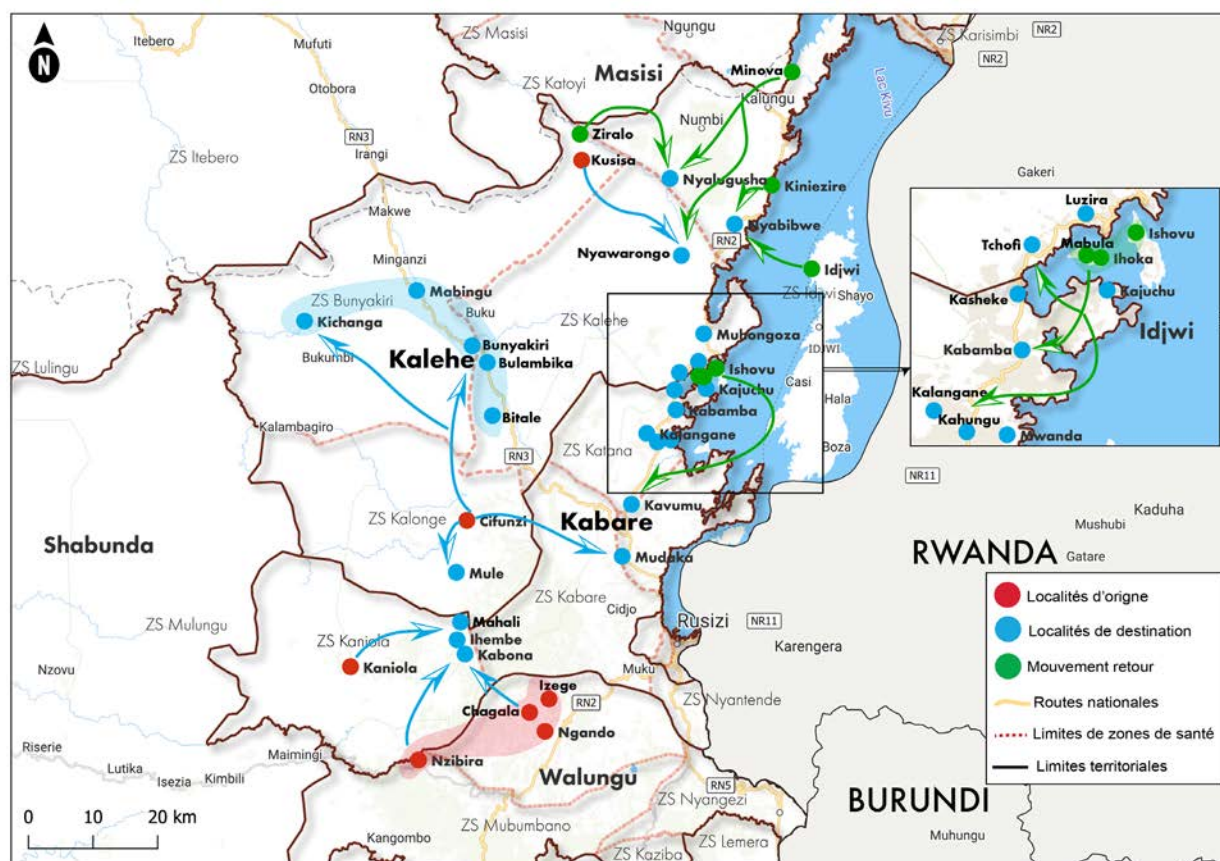 N
Itebero
Mufuti
ZS Masisi
Ngungu
ZS Karisimbi
NR2
NR2
Masisi
Minova
ZS Katoyi
Kalungu
Lac Kivu
Otobora
RN3
Ziralo
Numbi
ZS Itebero
Irangi
Kusisa
Nyalugusha
Kiniezire
Gakeri
Makwe
Luzira
Nyabibwe
RN2
Tchofi
Mabula
Ishovu
Ihoka
Minganzi
Nyawarongo
Idjwi
ZS Idjwi
Shayo
Kasheke
Kajuchu
Mabingu
ZS Bunyakiri
Buku
ZS Kalehe
Idjwi
Kichanga
Muhongoza
IDJWI
Kabamba
Bukumbi
Bunyakiri
Kalehe
Bulambika
Ishovu
ZS Lulingu
Kajuchu
Casi
Hala
Kalangane
Kahungu
Mwanda
Bitale
Kabamba
Kalambagiro
Kalangane
Boza
RN3
ZS Katana
NR11
Kavumu
Kaduha
ZS Kalonge
Cifunzi
Kabare
Mushubi
Shabunda
RWANDA
Gatare
Mudaka
Mule
ZS Kabare
Cidjo
Localités d'origne
Mahali
Rusizi
NR11
ZS Mulungu
ZS Kaniola
Ihembe
Localités de destination
Kabona
Karengera
Nzovu
Kaniola
Muku
Mouvement retour
Izege
ZS Nyantende
Chagala
RN2
Routes nationales
Ngando
Limites de zones de santé
Riserie
Maimingi
Nzibira
Limites territoriales
Lutika
Isezia
Kimbili
Walungu
RN5
BURUNDI
ZS Nyangezi
0 10 20 km
ZS Mubumbano
Muhungu
Kangombo
ZS Kaziba
ZS Lemera